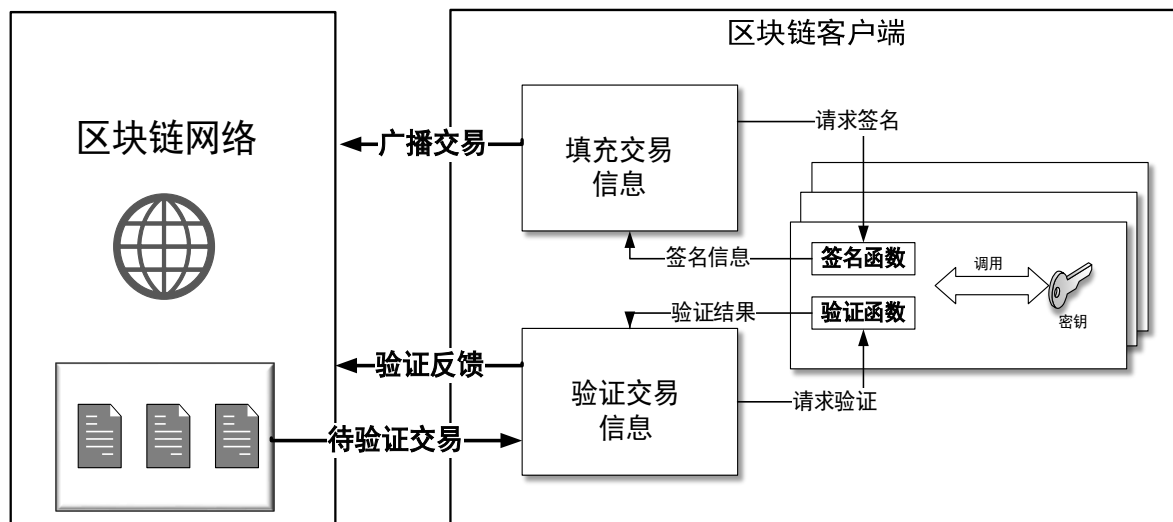 区块链客户端
区块链网络
广播交易
填充交易
信息
请求签名
签名信息
签名函数
调用
密钥
验证结果
验证函数
验证反馈
验证交易
信息
请求验证
待验证交易